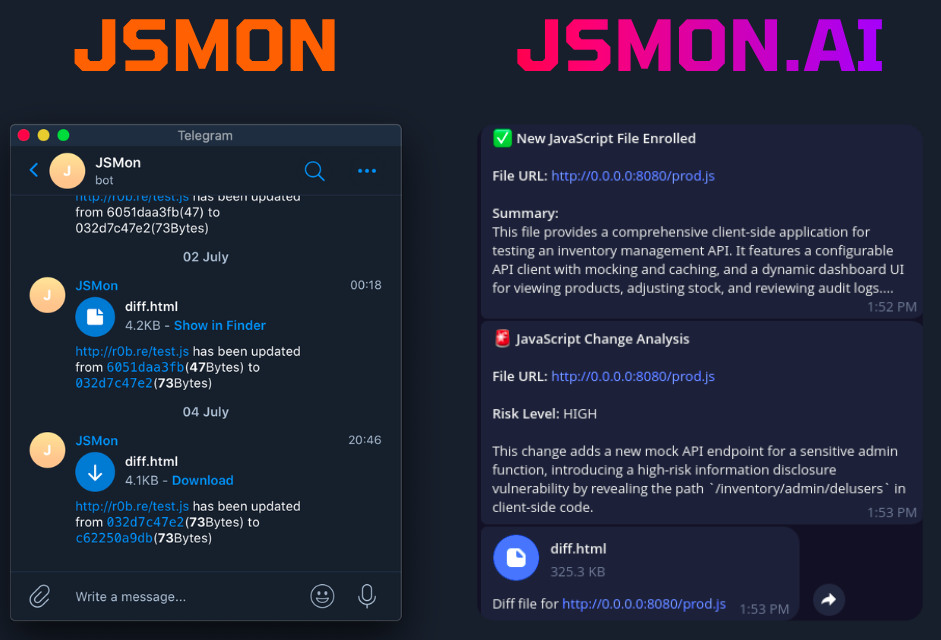 JSMON
JSMON.AI
Telegram
J
JSMon
bot
http://r0b.re/test.js has been updated
from 6051daa3fb(47) to
032d7c47e2(73Bytes)
02 July
J
JSMon
00:18
diff.html
4.2KB - Show in Finder
http://r0b.re/test.js has been updated
from 6051daa3fb(47Bytes) to
032d7c47e2(73Bytes)
04 July
J
JSMon
20:46
diff.html
4.1KB - Download
http://r0b.re/test.js has been updated
from 032d7c47e2(73Bytes) to
c62250a9db(73Bytes)
Write a message...
✅ New JavaScript File Enrolled
File URL: http://0.0.0.0:8080/prod.js
Summary:
This file provides a comprehensive client-side application for
testing an inventory management API. It features a configurable
API client with mocking and caching, and a dynamic dashboard UI
for viewing products, adjusting stock, and reviewing audit logs....
1:52 PM
🚨 JavaScript Change Analysis
File URL: http://0.0.0.0:8080/prod.js
Risk Level: HIGH
This change adds a new mock API endpoint for a sensitive admin
function, introducing a high-risk information disclosure
vulnerability by revealing the path `/inventory/admin/delusers` in
client-side code.
1:53 PM
diff.html
325.3 KB
Diff file for http://0.0.0.0:8080/prod.js
1:53 PM